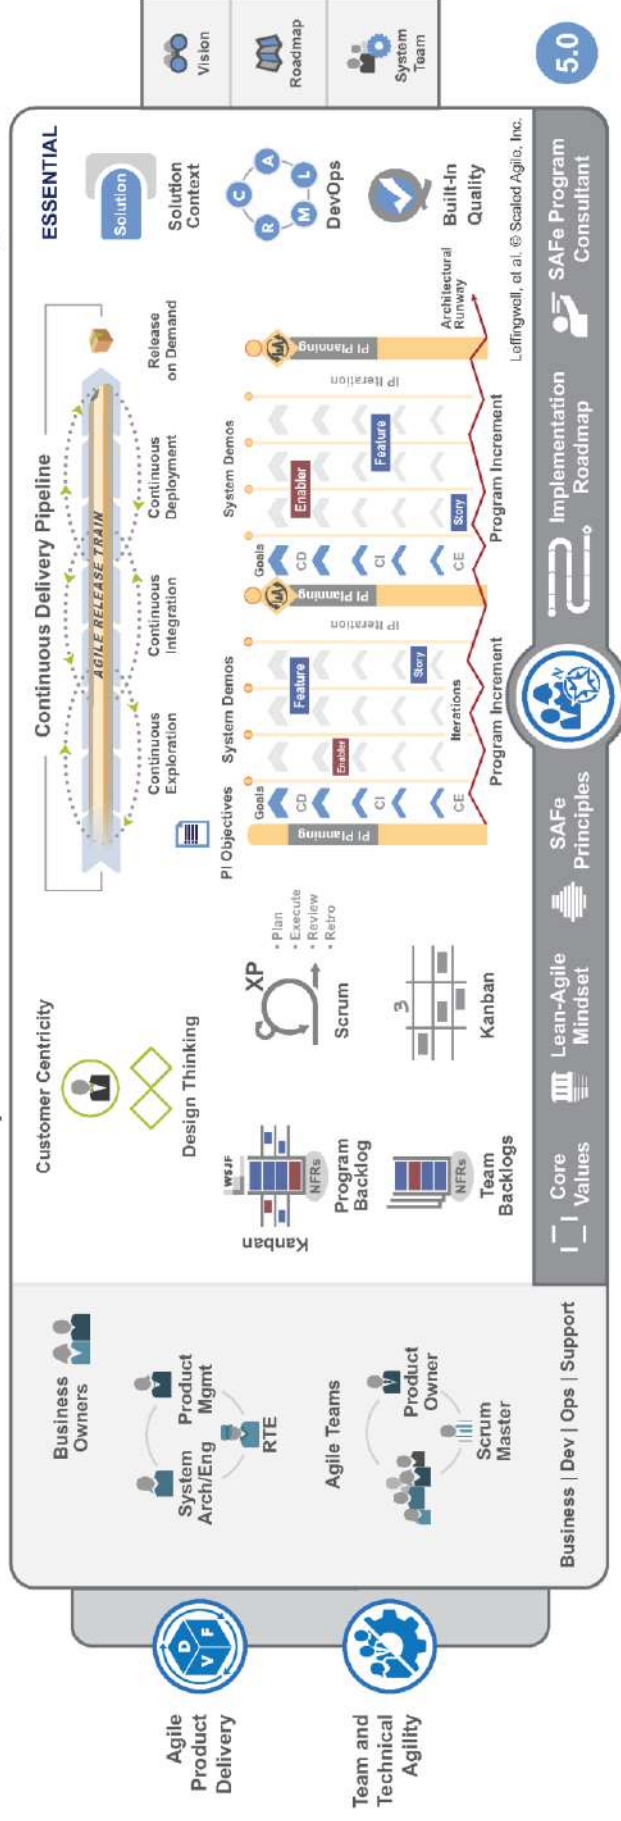 Agile
Product
Delivery
Team and
Technical
Agility
D
V
F
Business
Owners
System
Arch/Eng
Product
Mgmt
RTE
Agile Teams
Product
Owner
Scrum
Master
Business | Dev | Ops | Support
Customer Centricity
Design Thinking
Kanban
WSJF
NFRs
Program
Backlog
NFRs
Team
Backlogs
XP
• Plan
• Execute
• Review
• Retro
Scrum
3
Kanban
Continuous Delivery Pipeline
AGILE RELEASE TRAIN
Continuous
Exploration
Continuous
Integration
Continuous
Deployment
Release
on Demand
PI Objectives
System Demos
System Demos
PI Planning
Goals
CD
CI
CE
Enabler
Feature
Story
Iterations
IP Iteration
I&A
PI Planning
Goals
CD
CI
CE
Enabler
Feature
Story
IP Iteration
I&A
PI Planning
Program Increment
Program Increment
Architectural
Runway
ESSENTIAL
Solution
Solution
Context
C
A
L
M
R
DevOps
Built-In
Quality
Leffingwell, et al. © Scaled Agile, Inc.
Vision
Roadmap
System
Team
Core
Values
Lean-Agile
Mindset
SAFe
Principles
N
Implementation
Roadmap
SAFe Program
Consultant
5.0